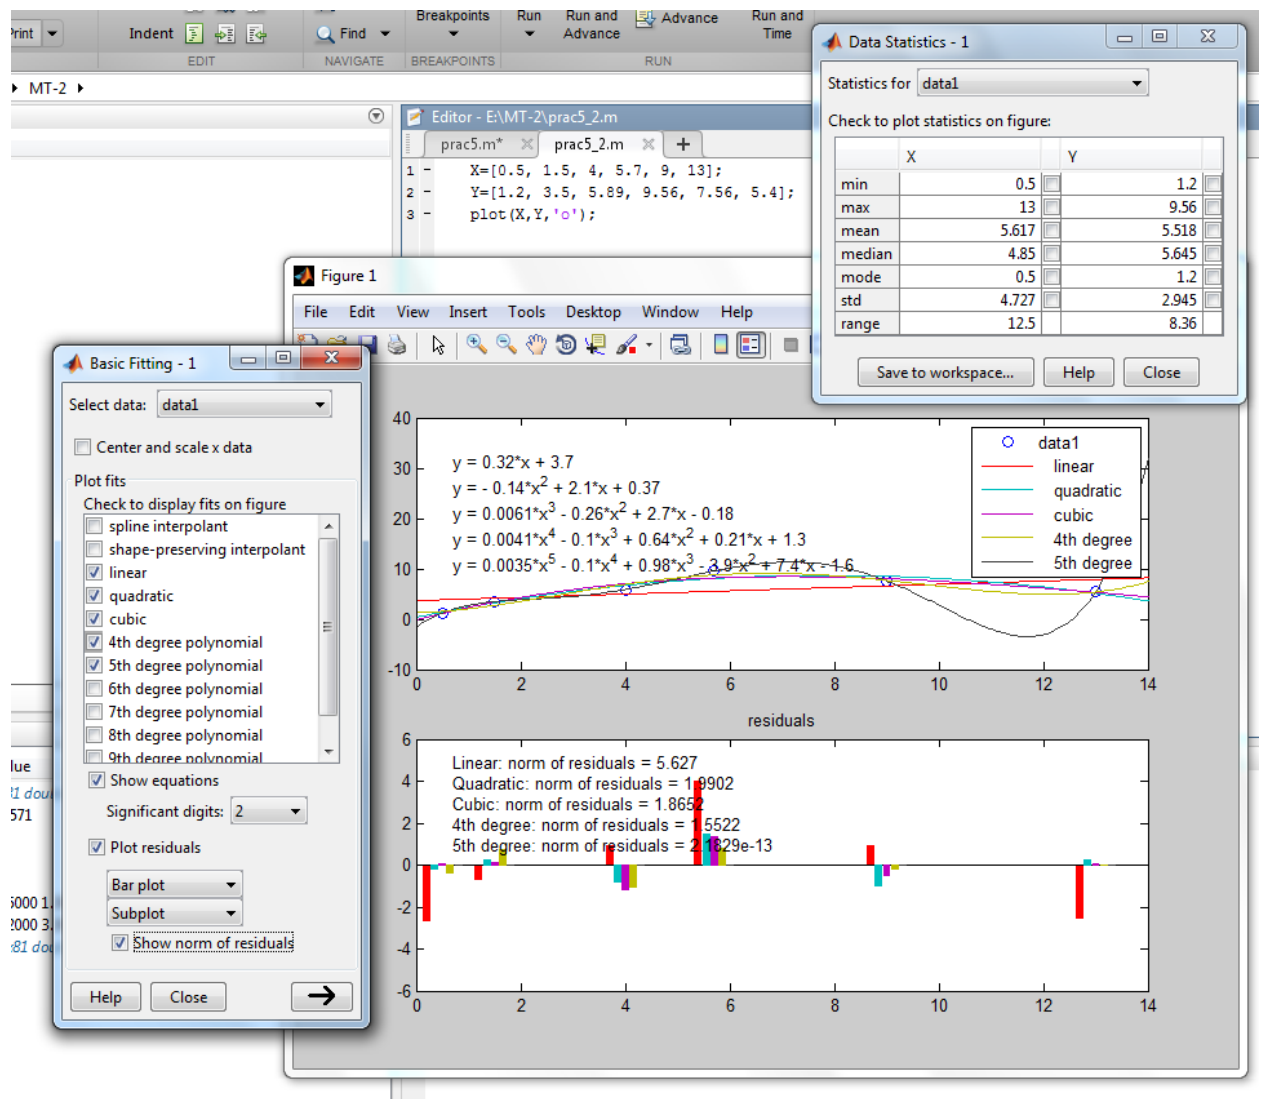 Breakpoints Run Run and Advance Run and
Print Indent Find Advance Time
EDIT NAVIGATE BREAKPOINTS RUN
MT-2
Editor - E:\MT-2\prac5_2.m
prac5.m* prac5_2.m
1 - X=[0.5, 1.5, 4, 5.7, 9, 13];
2 - Y=[1.2, 3.5, 5.89, 9.56, 7.56, 5.4];
3 - plot(X,Y,'o');
Data Statistics - 1
Statistics for data1
Check to plot statistics on figure:
X Y
min 0.5 1.2
max 13 9.56
mean 5.617 5.518
median 4.85 5.645
mode 0.5 1.2
std 4.727 2.945
range 12.5 8.36
Save to workspace... Help Close
Figure 1
File Edit View Insert Tools Desktop Window Help
Basic Fitting - 1
Select data: data1
Center and scale x data
Plot fits
Check to display fits on figure
spline interpolant
shape-preserving interpolant
linear
quadratic
cubic
4th degree polynomial
5th degree polynomial
6th degree polynomial
7th degree polynomial
8th degree polynomial
9th degree polynomial
Show equations
Significant digits: 2
Plot residuals
Bar plot
Subplot
Show norm of residuals
Help Close
40
30
20
10
0
-10
0 2 4 6 8 10 12 14
y = 0.32*x + 3.7
y = - 0.14*x^2 + 2.1*x + 0.37
y = 0.0061*x^3 - 0.26*x^2 + 2.7*x - 0.18
y = 0.0041*x^4 - 0.1*x^3 + 0.64*x^2 + 0.21*x + 1.3
y = 0.0035*x^5 - 0.1*x^4 + 0.98*x^3 - 3.9*x^2 + 7.4*x - 1.6
data1
linear
quadratic
cubic
4th degree
5th degree
residuals
6
4
2
0
-2
-4
-6
0 2 4 6 8 10 12 14
Linear: norm of residuals = 5.627
Quadratic: norm of residuals = 1.9902
Cubic: norm of residuals = 1.8652
4th degree: norm of residuals = 1.5522
5th degree: norm of residuals = 2.1829e-13